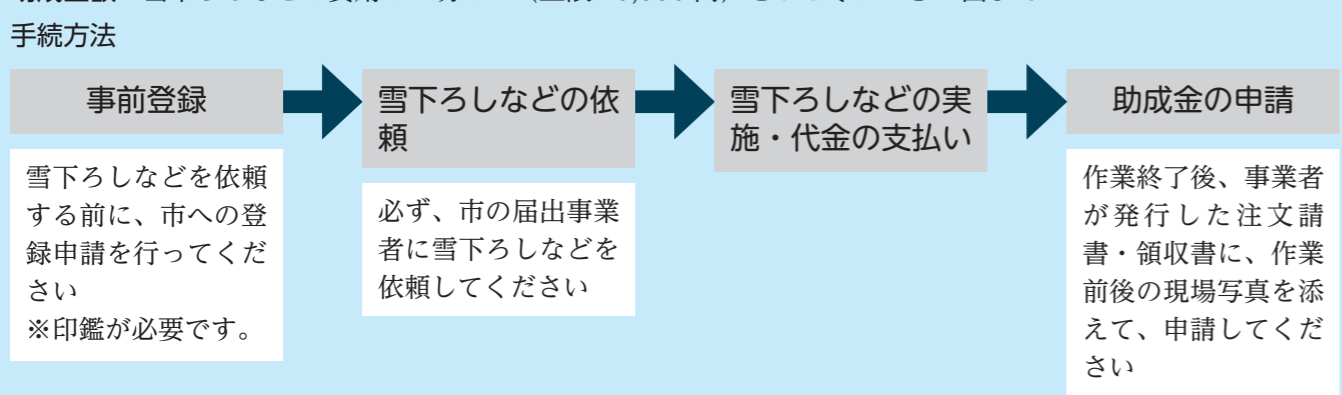 手続方法
事前登録
雪下ろしなどを依頼
する前に、市への登
録申請を行ってくだ
さい
※印鑑が必要です。
雪下ろしなどの依
頼
必ず、市の届出事業
者に雪下ろしなどを
依頼してください
雪下ろしなどの実
施・代金の支払い
助成金の申請
作業終了後、事業者
が発行した注文請
書・領収書に、作業
前後の現場写真を添
えて、申請してくだ
さい